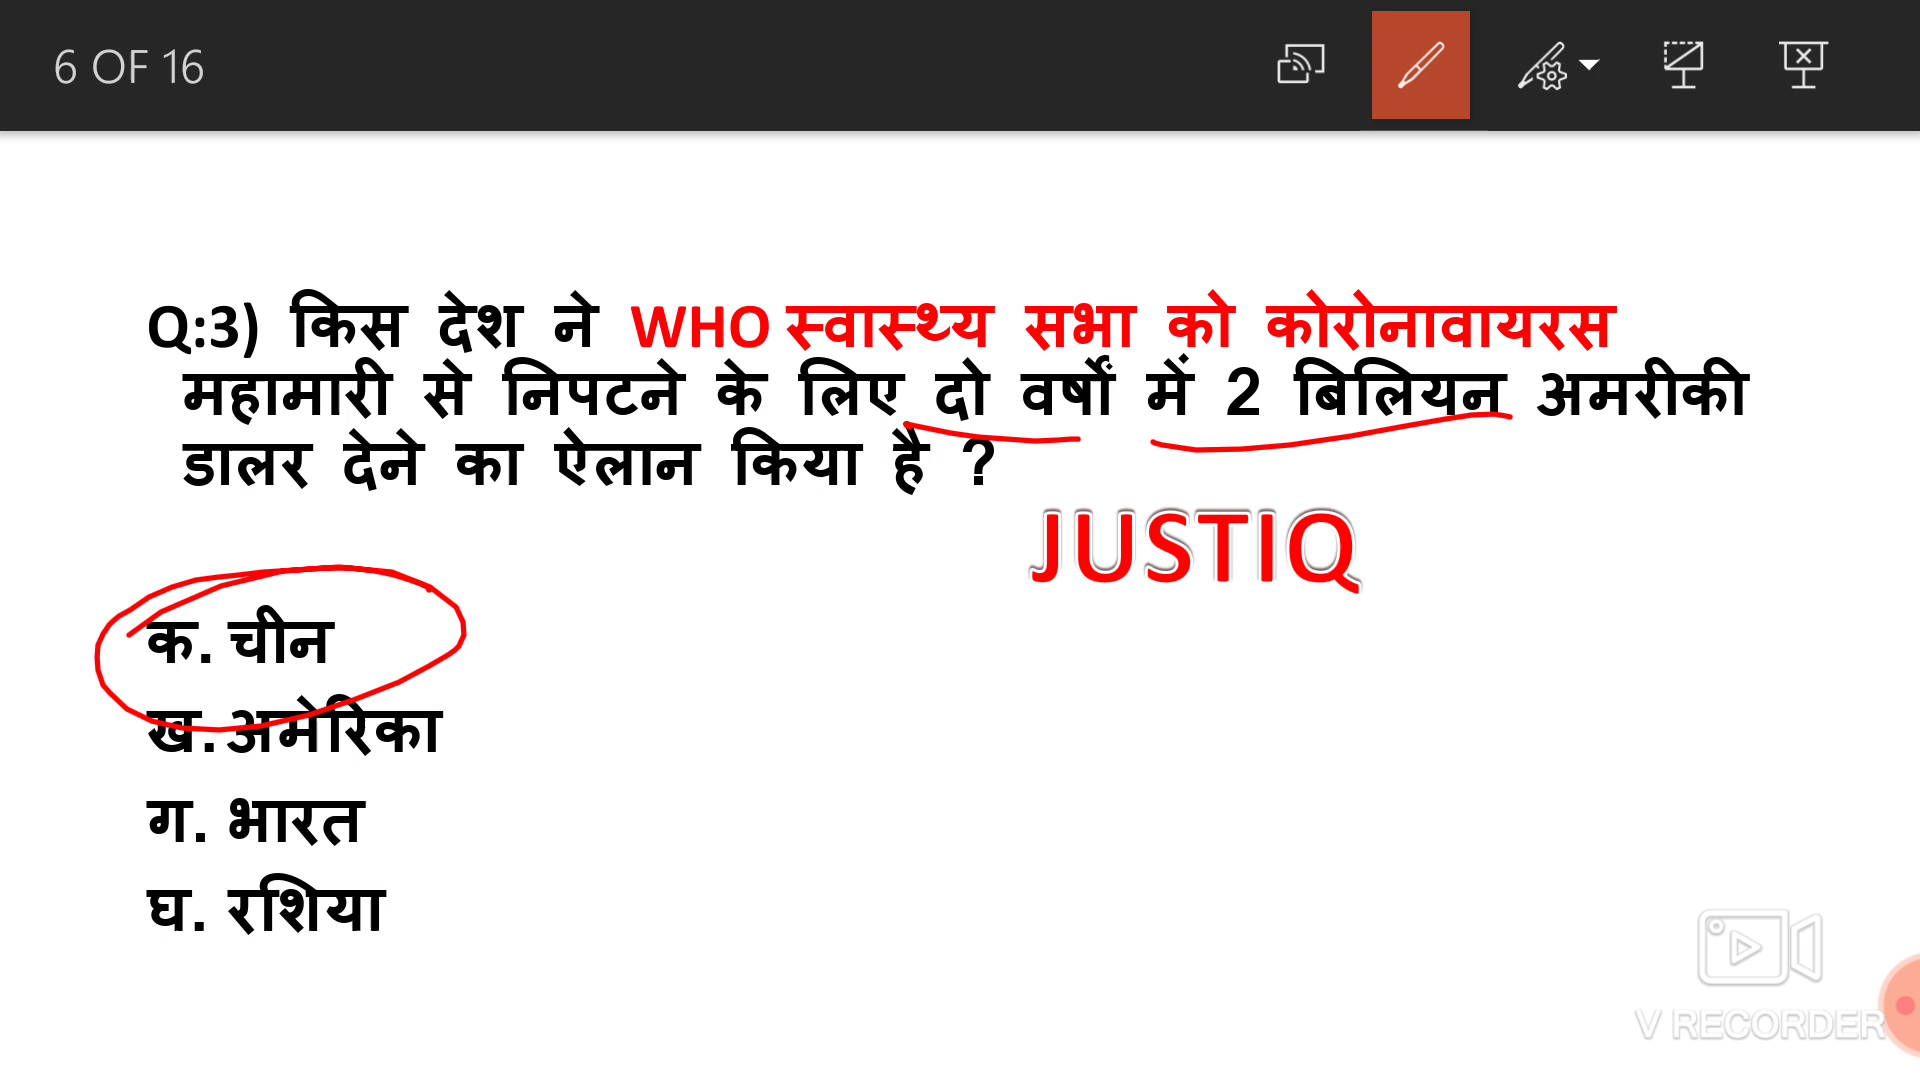 6 OF 16
Q:3) किस देश ने WHO स्वास्थ्य सभा को कोरोनावायरस
महामारी से निपटने के लिए दो वर्षों में 2 बिलियन अमरीकी
डालर देने का ऐलान किया है ?
JUSTIQ
क. चीन
ख. अमेरिका
ग. भारत
घ. रशिया
V RECORDER